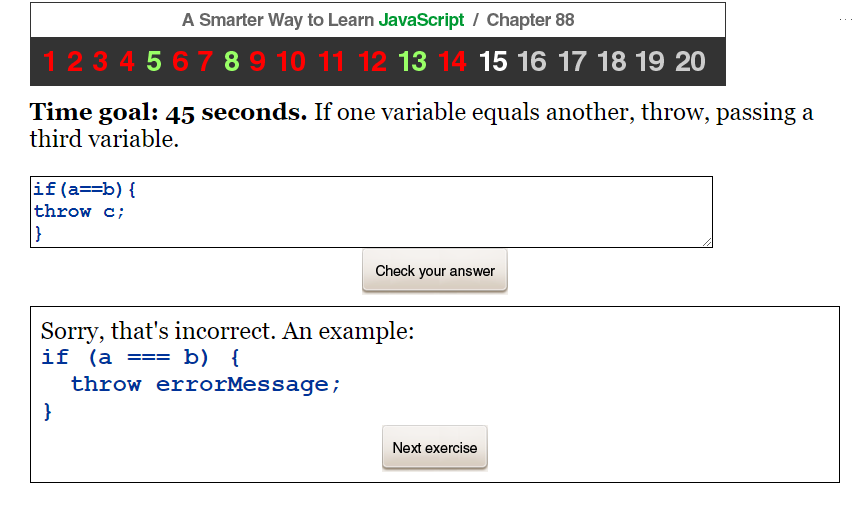 A Smarter Way to Learn JavaScript / Chapter 88
1 2 3 4 5 6 7 8 9 10 11 12 13 14 15 16 17 18 19 20
Time goal: 45 seconds. If one variable equals another, throw, passing a
third variable.
if(a==b){
throw c;
}
Check your answer
Sorry, that's incorrect. An example:
if (a === b) {
  throw errorMessage;
}
Next exercise